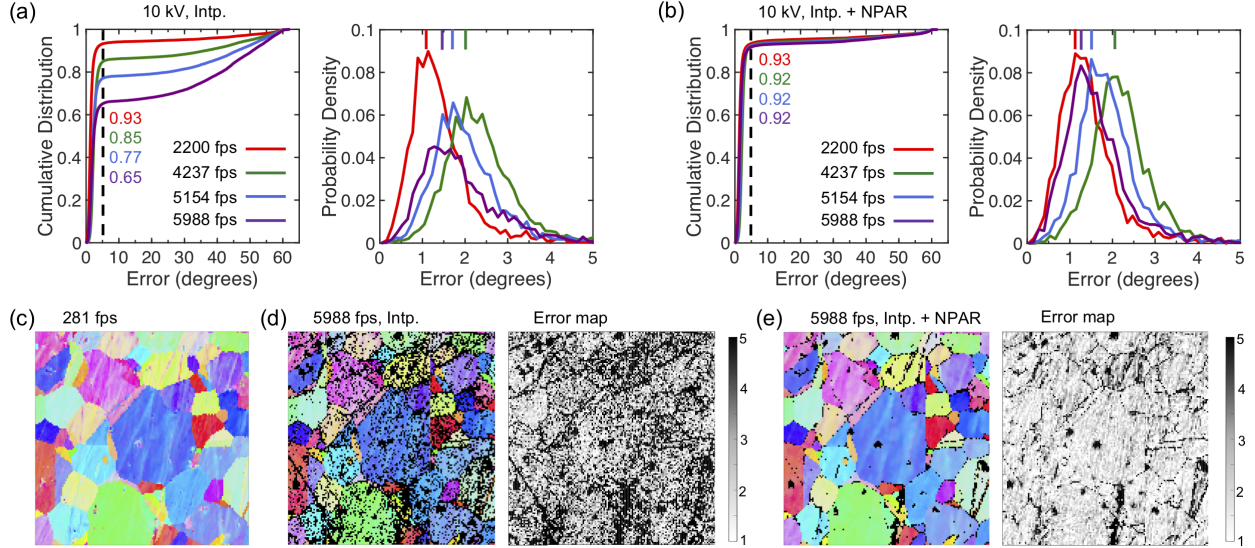 (a)
10 kV, Intp.
Cumulative Distribution
1
0.8
0.6
0.4
0.2
0
0.93
0.85
0.77
0.65
2200 fps
4237 fps
5154 fps
5988 fps
0 10 20 30 40 50 60
Error (degrees)
Probability Density
0.1
0.08
0.06
0.04
0.02
0
0 1 2 3 4 5
Error (degrees)
(b)
10 kV, Intp. + NPAR
Cumulative Distribution
1
0.8
0.6
0.4
0.2
0
0.93
0.92
0.92
0.92
2200 fps
4237 fps
5154 fps
5988 fps
0 10 20 30 40 50 60
Error (degrees)
Probability Density
0.1
0.08
0.06
0.04
0.02
0
0 1 2 3 4 5
Error (degrees)
(c)
281 fps
(d)
5988 fps, Intp.
Error map
5
4
3
2
1
(e)
5988 fps, Intp. + NPAR
Error map
5
4
3
2
1